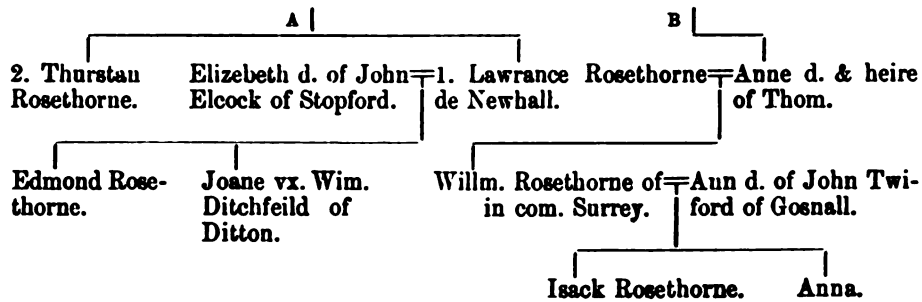 A B
2. Thurstau Elizebeth d. of John 1. Lawrance Rosethorne Anne d. & heire
Rosethorne. Elcock of Stopford. de Newhall. of Thom.
Edmond Rose- Joane vx. Wim. Willm. Rosethorne of Aun d. of John Twi-
thorne. Ditchfeild of in com. Surrey. ford of Gosnall.
Ditton.
Isack Rosethorne. Anna.